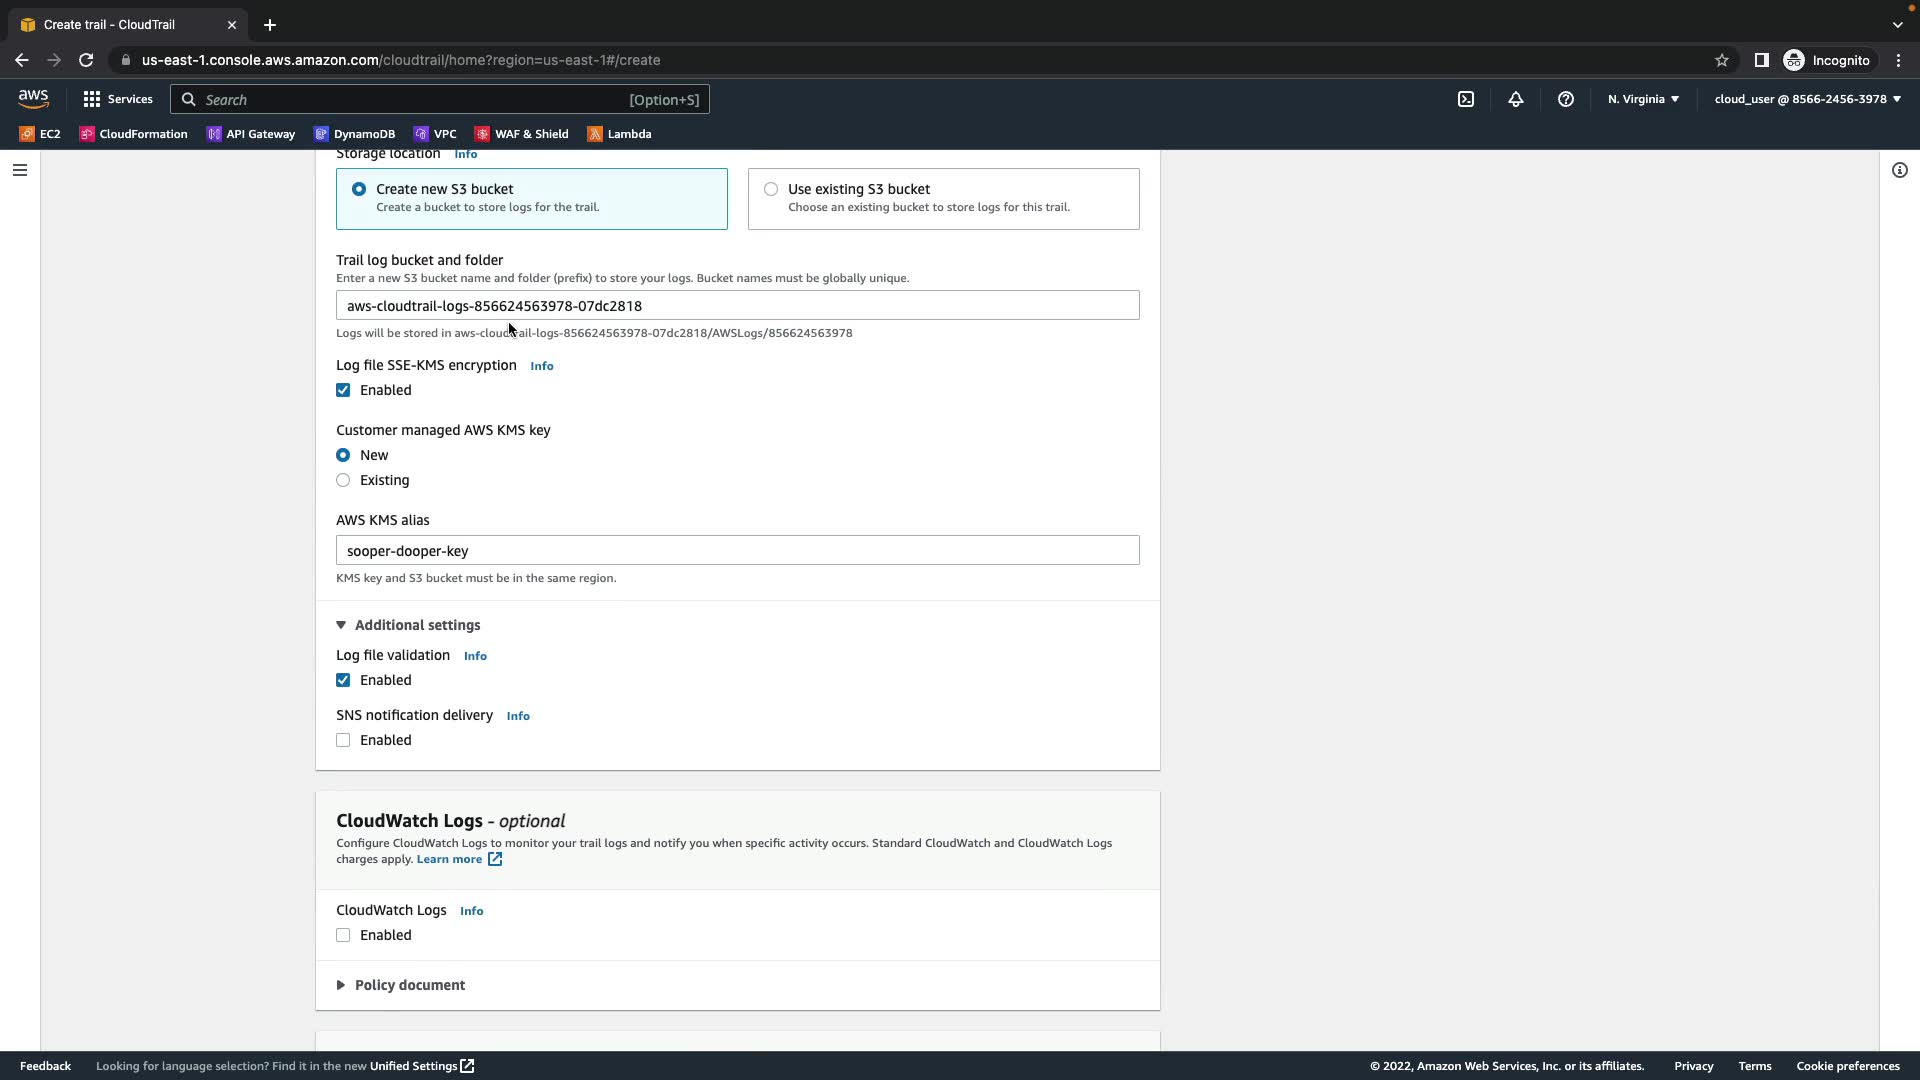 Create trail - CloudTrail
us-east-1.console.aws.amazon.com/cloudtrail/home?region=us-east-1#/create
Incognito
aws
Services
Search
[Option+S]
N. Virginia
cloud_user @ 8566-2456-3978
EC2
CloudFormation
API Gateway
DynamoDB
VPC
WAF & Shield
Lambda
Storage location Info
Create new S3 bucket
Create a bucket to store logs for the trail.
Use existing S3 bucket
Choose an existing bucket to store logs for this trail.
Trail log bucket and folder
Enter a new S3 bucket name and folder (prefix) to store your logs. Bucket names must be globally unique.
aws-cloudtrail-logs-856624563978-07dc2818
Logs will be stored in aws-cloudtrail-logs-856624563978-07dc2818/AWSLogs/856624563978
Log file SSE-KMS encryption Info
Enabled
Customer managed AWS KMS key
New
Existing
AWS KMS alias
sooper-dooper-key
KMS key and S3 bucket must be in the same region.
Additional settings
Log file validation Info
Enabled
SNS notification delivery Info
Enabled
CloudWatch Logs - optional
Configure CloudWatch Logs to monitor your trail logs and notify you when specific activity occurs. Standard CloudWatch and CloudWatch Logs
charges apply. Learn more
CloudWatch Logs Info
Enabled
Policy document
Feedback
Looking for language selection? Find it in the new Unified Settings
© 2022, Amazon Web Services, Inc. or its affiliates.
Privacy
Terms
Cookie preferences